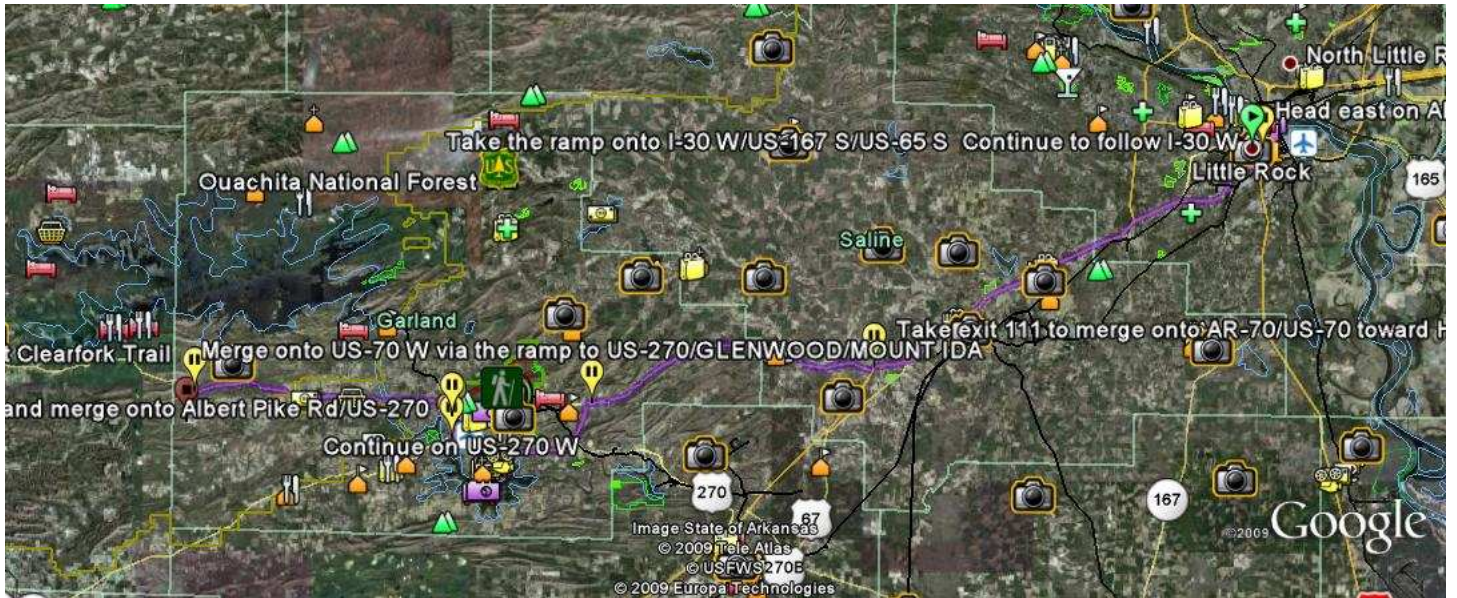 North Little R
Head east on A
Take the ramp onto I-30 W/US-167 S/US-65 S Continue to follow I-30 W
Little Rock
165
Ouachita National Forest
Saline
Garland
Take exit 111 to merge onto AR-70/US-70 toward H
t Clearfork Trail
Merge onto US-70 W via the ramp to US-270/GLENWOOD/MOUNT IDA
and merge onto Albert Pike Rd/US-270
Continue on US-270 W
270
167
67
Image State of Arkansas
© 2009 Tele Atlas
© USFWS
270B
© 2009 Europa Technologies
©2009 Google